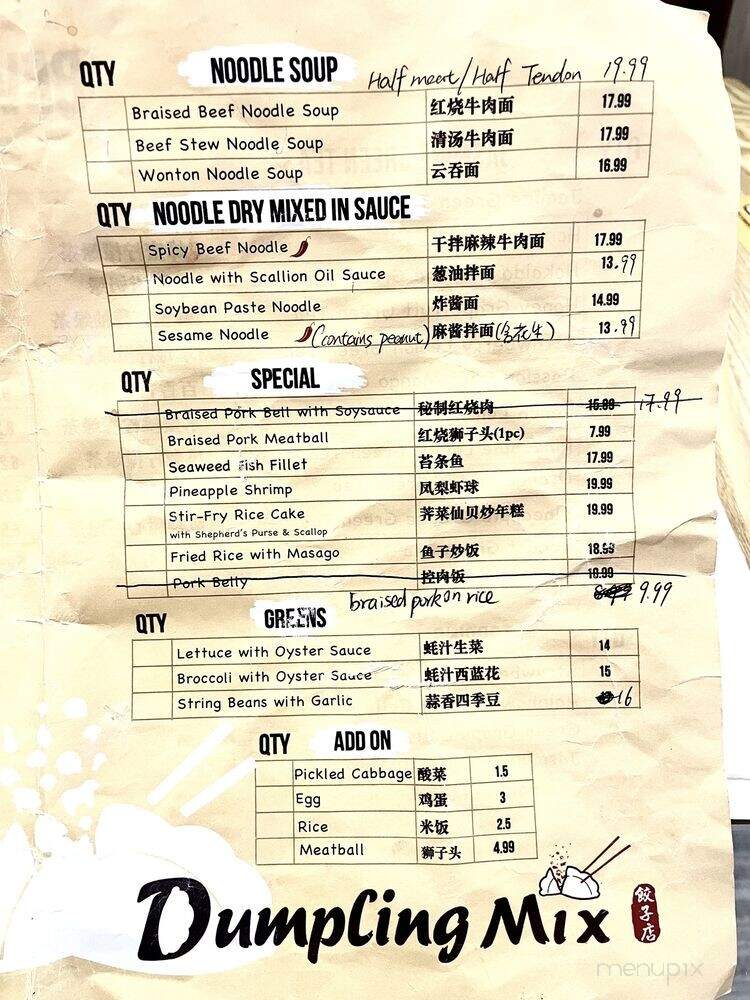 QTY NOODLE SOUP Half meat/Half Tendon 19.99
Braised Beef Noodle Soup 红烧牛肉面 17.99
Beef Stew Noodle Soup 清汤牛肉面 17.99
Wonton Noodle Soup 云吞面 16.99
QTY NOODLE DRY MIXED IN SAUCE
Spicy Beef Noodle 干拌麻辣牛肉面 17.99
Noodle with Scallion Oil Sauce 葱油拌面 13.99
Soybean Paste Noodle 炸酱面 14.99
Sesame Noodle (contains peanut) 麻酱拌面(含花生) 13.99
QTY SPECIAL
Braised Pork Bell with Soysauce 秘制红烧肉 15.99 17.99
Braised Pork Meatball 红烧狮子头(1pc) 7.99
Seaweed Fish Fillet 苔条鱼 17.99
Pineapple Shrimp 凤梨虾球 19.99
Stir-Fry Rice Cake 荠菜仙贝炒年糕 19.99
with Shepherd's Purse & Scallop
Fried Rice with Masago 鱼子炒饭 18.99
Pork Belly 控肉饭 18.99
braised pork on rice 9.99
QTY GREENS
Lettuce with Oyster Sauce 蚝汁生菜 14
Broccoli with Oyster Sauce 蚝汁西蓝花 15
String Beans with Garlic 蒜香四季豆 16
QTY ADD ON
Pickled Cabbage 酸菜 1.5
Egg 鸡蛋 3
Rice 米饭 2.5
Meatball 狮子头 4.99
Dumpling Mix 餃子店
menupix